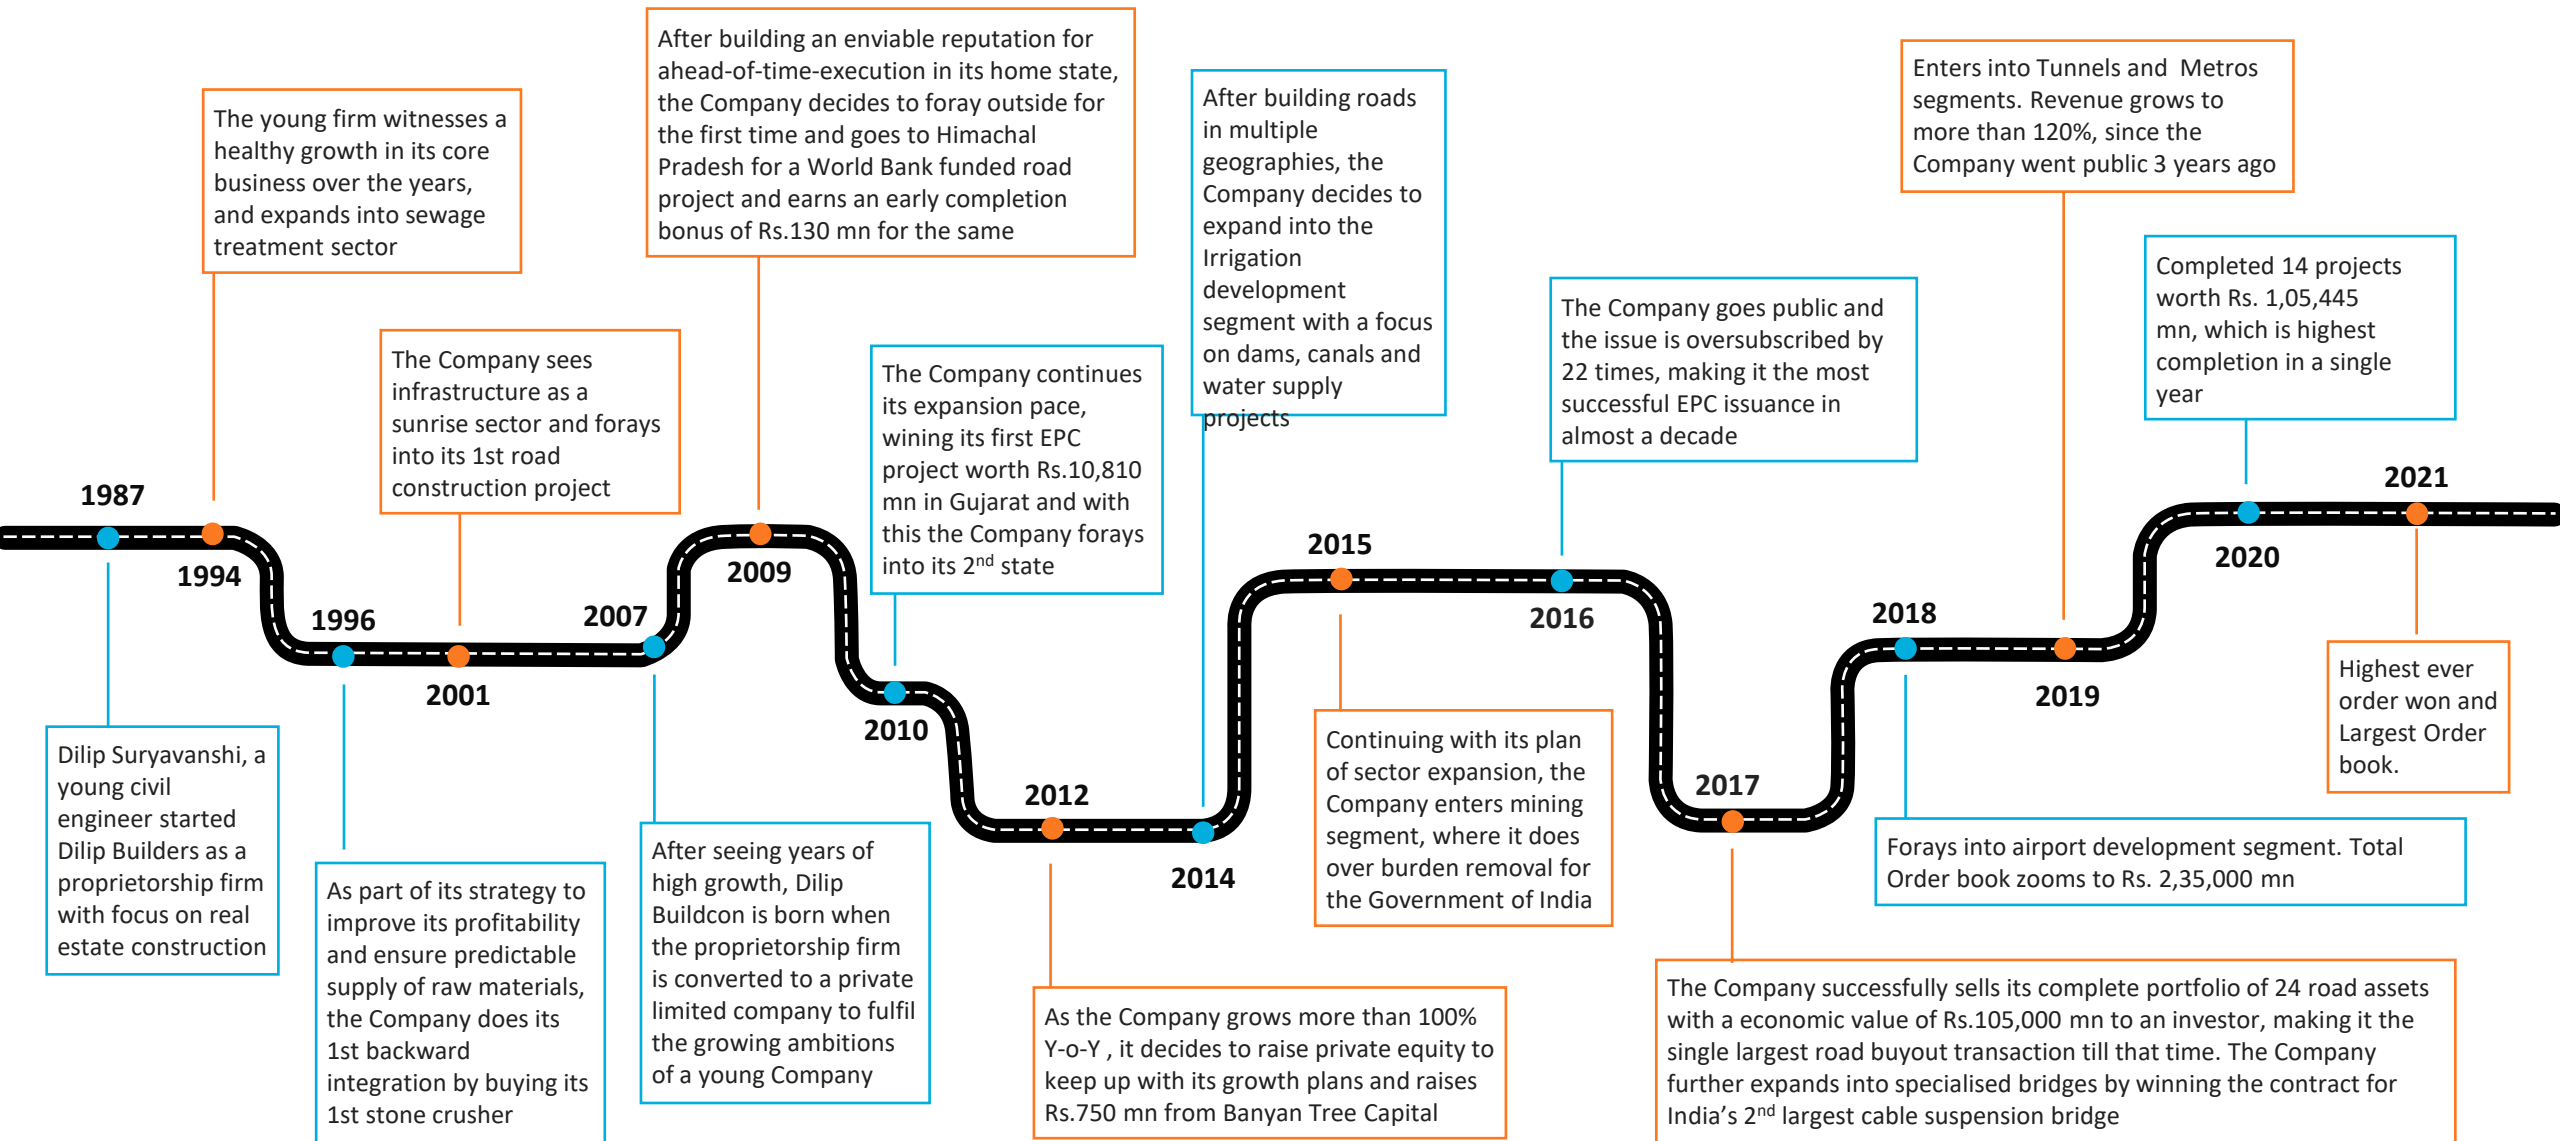 1987
Dilip Suryavanshi, a
young civil
engineer started
Dilip Builders as a
proprietorship firm
with focus on real
estate construction
The young firm witnesses a
healthy growth in its core
business over the years,
and expands into sewage
treatment sector
1994
1996
As part of its strategy to
improve its profitability
and ensure predictable
supply of raw materials,
the Company does its
1st backward
integration by buying its
1st stone crusher
The Company sees
infrastructure as a
sunrise sector and forays
into its 1st road
construction project
2001
2007
After seeing years of
high growth, Dilip
Buildcon is born when
the proprietorship firm
is converted to a private
limited company to fulfil
the growing ambitions
of a young Company
After building an enviable reputation for
ahead-of-time-execution in its home state,
the Company decides to foray outside for
the first time and goes to Himachal
Pradesh for a World Bank funded road
project and earns an early completion
bonus of Rs.130 mn for the same
2009
The Company continues
its expansion pace,
wining its first EPC
project worth Rs.10,810
mn in Gujarat and with
this the Company forays
into its 2nd state
2010
2012
As the Company grows more than 100%
Y-o-Y , it decides to raise private equity to
keep up with its growth plans and raises
Rs.750 mn from Banyan Tree Capital
After building roads
in multiple
geographies, the
Company decides to
expand into the
Irrigation
development
segment with a focus
on dams, canals and
water supply
projects
2014
2015
Continuing with its plan
of sector expansion, the
Company enters mining
segment, where it does
over burden removal for
the Government of India
The Company goes public and
the issue is oversubscribed by
22 times, making it the most
successful EPC issuance in
almost a decade
2016
2017
The Company successfully sells its complete portfolio of 24 road assets
with a economic value of Rs.105,000 mn to an investor, making it the
single largest road buyout transaction till that time. The Company
further expands into specialised bridges by winning the contract for
India's 2nd largest cable suspension bridge
2018
Forays into airport development segment. Total
Order book zooms to Rs. 2,35,000 mn
Enters into Tunnels and Metros
segments. Revenue grows to
more than 120%, since the
Company went public 3 years ago
2019
Completed 14 projects
worth Rs. 1,05,445
mn, which is highest
completion in a single
year
2020
2021
Highest ever
order won and
Largest Order
book.